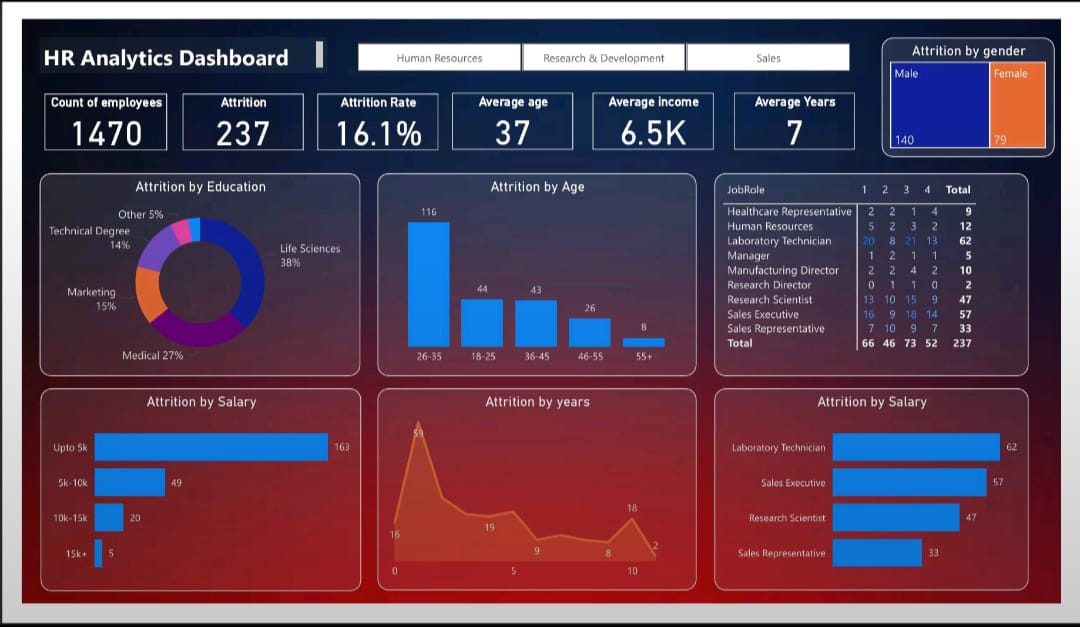 HR Analytics Dashboard
Human Resources
Research & Development
Sales
Count of employees
1470
Attrition
237
Attrition Rate
16.1%
Average age
37
Average income
6.5K
Average Years
7
Attrition by gender
Male
140
Female
79
Attrition by Education
Other 5%
Technical Degree
14%
Life Sciences
38%
Marketing
15%
Medical 27%
Attrition by Age
116
44
43
26
8
26-35 18-25 36-45 46-55 55+
JobRole 1 2 3 4 Total
Healthcare Representative 2 2 1 4 9
Human Resources 5 2 3 2 12
Laboratory Technician 20 8 21 13 62
Manager 1 2 1 1 5
Manufacturing Director 2 2 4 2 10
Research Director 0 1 1 0 2
Research Scientist 13 10 15 9 47
Sales Executive 16 9 18 14 57
Sales Representative 7 10 9 7 33
Total 66 46 73 52 237
Attrition by Salary
Upto 5k 163
5k-10k 49
10k-15k 20
15k+ 5
Attrition by years
59
16
19
9
8
18
2
0 5 10
Attrition by Salary
Laboratory Technician 62
Sales Executive 57
Research Scientist 47
Sales Representative 33